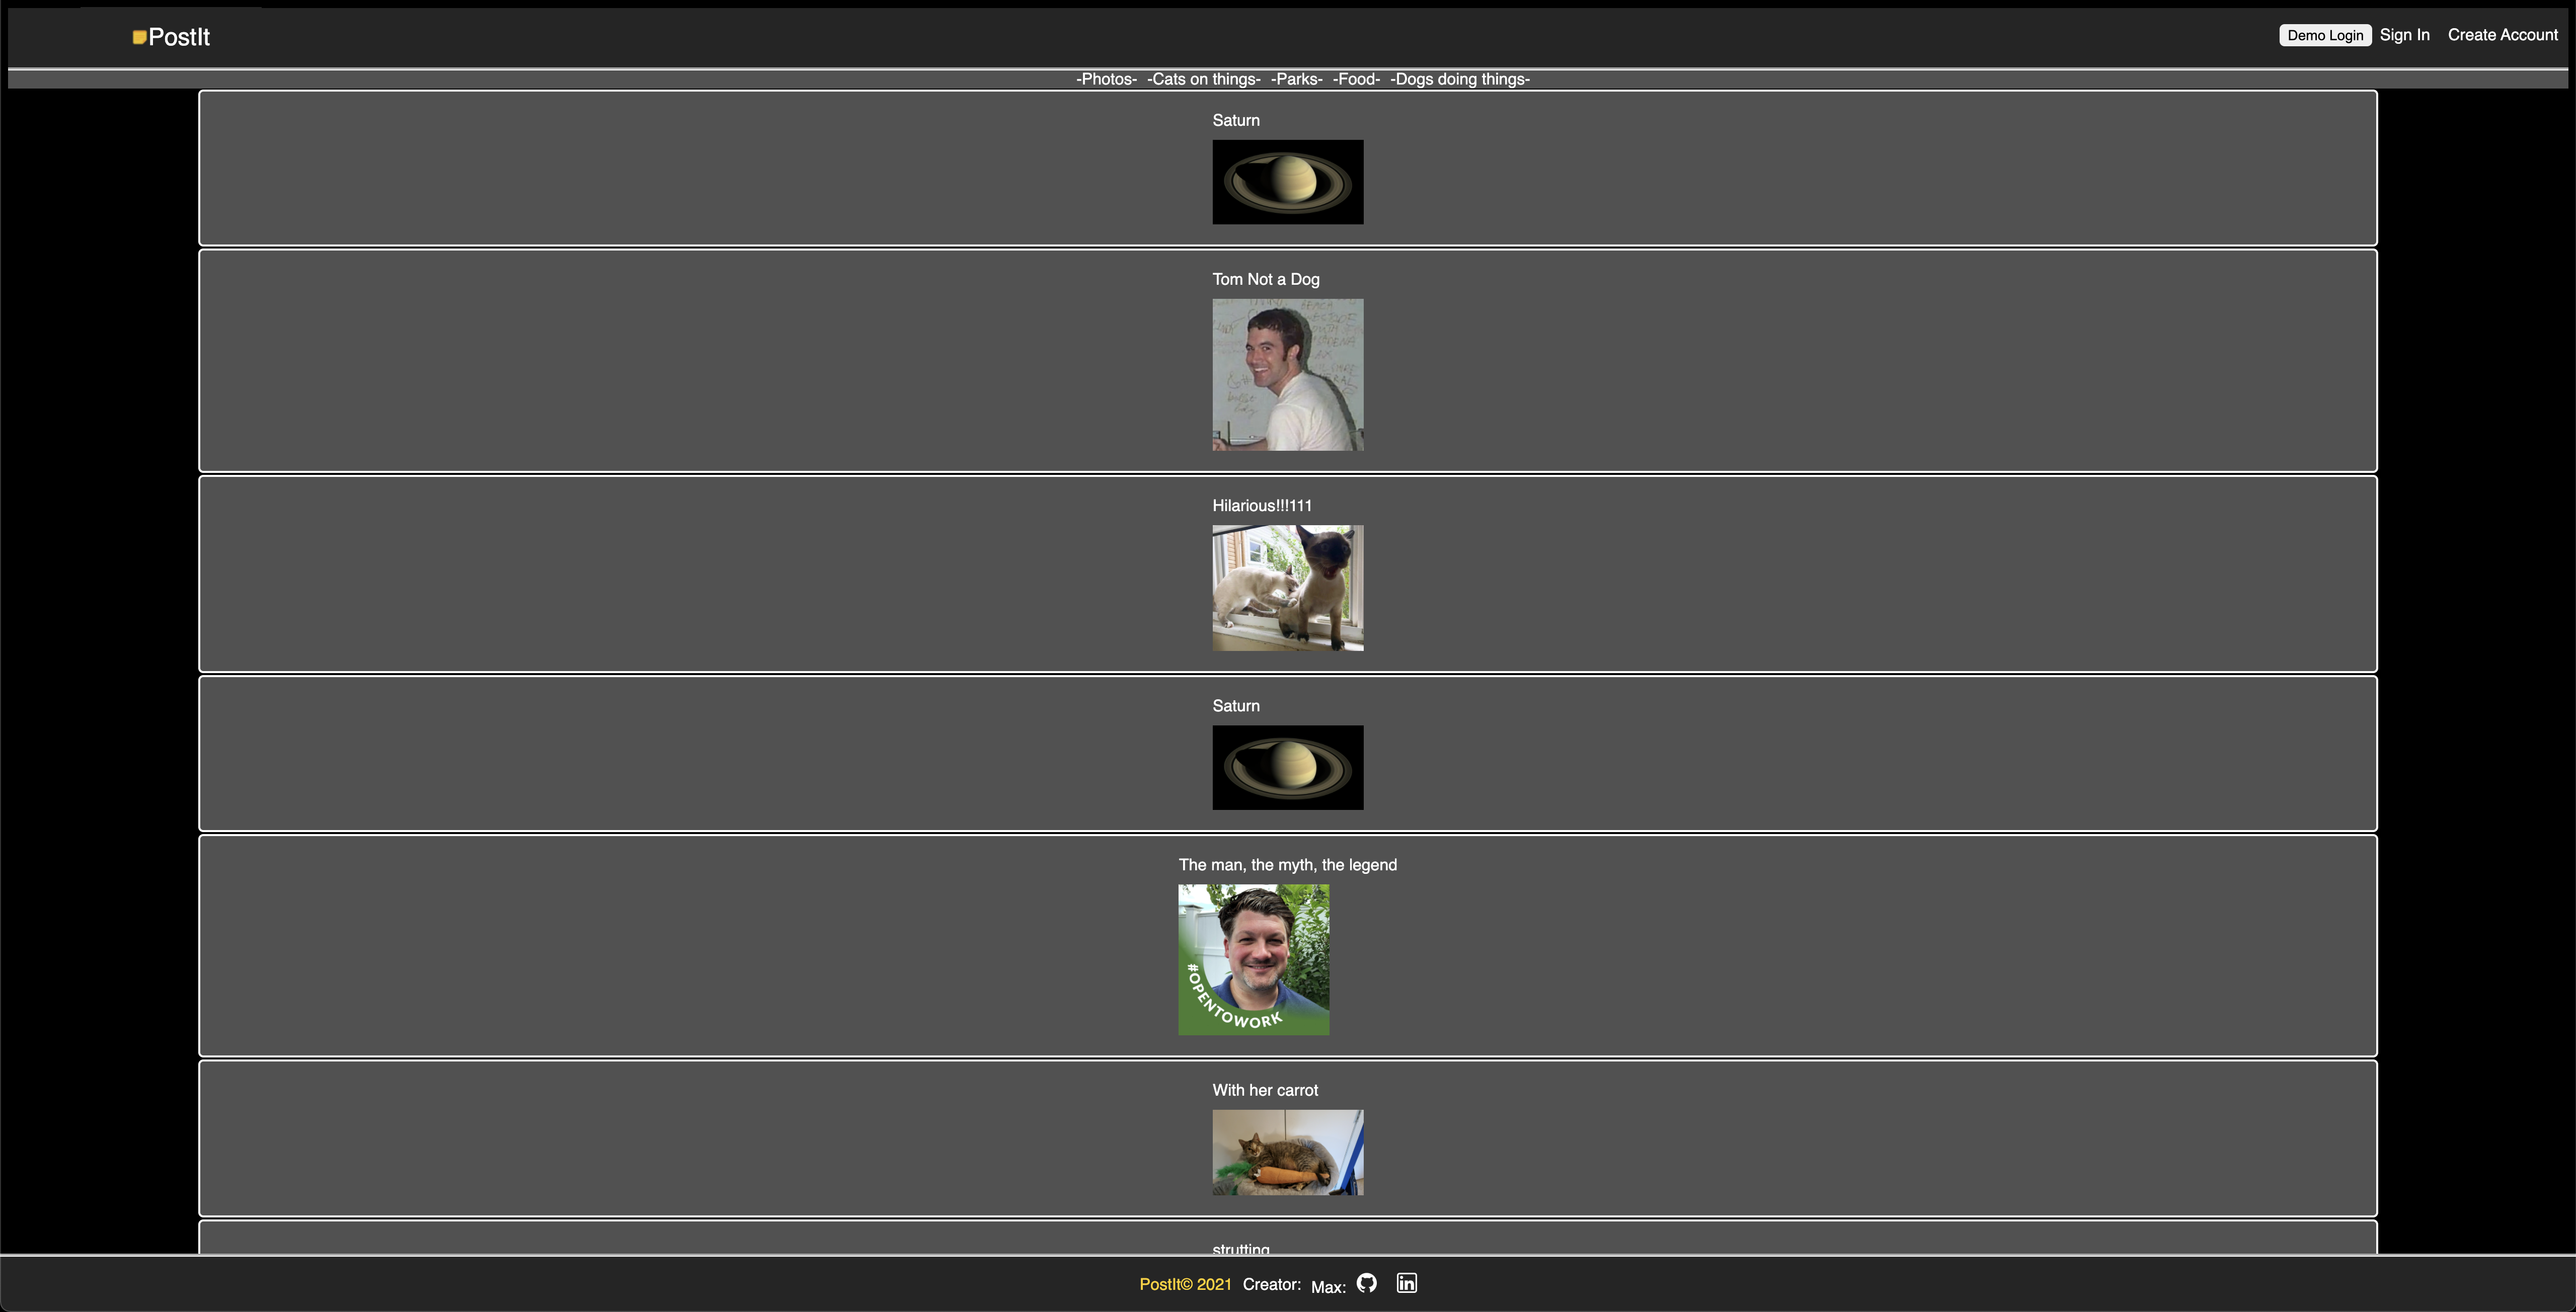 PostIt
Demo Login Sign In Create Account
-Photos- -Cats on things- -Parks- -Food- -Dogs doing things-
Saturn
Tom Not a Dog
Hilarious!!!111
Saturn
The man, the myth, the legend
#OPENTOWORK
With her carrot
strutting
PostIt© 2021 Creator: Max: